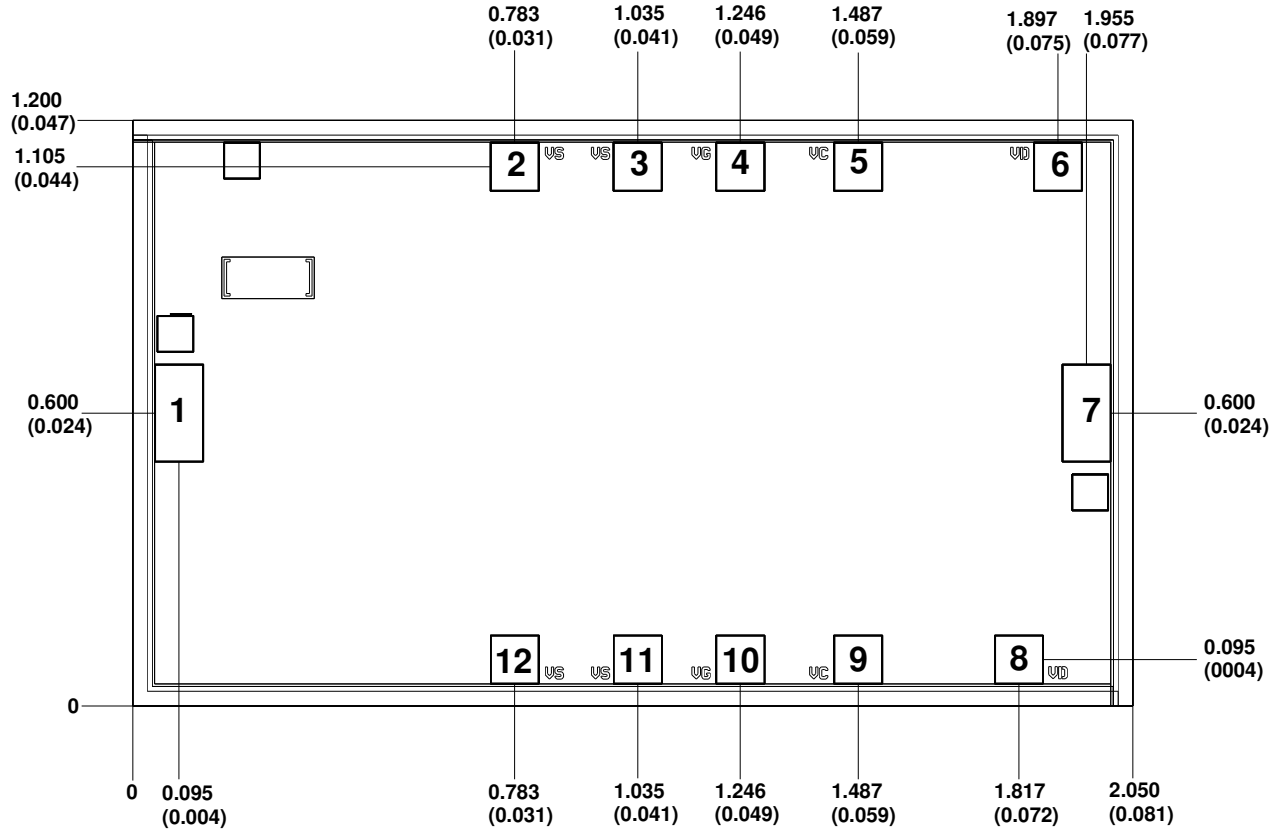 0.783 1.035 1.246 1.487 1.897 1.955
(0.031) (0.041) (0.049) (0.059) (0.075) (0.077)
1.200
(0.047)
1.105
(0.044)
2 VS VS 3 VG 4 VC 5 VD 6
0.600
(0.024)
1
7
0.600
(0.024)
12 VS VS 11 VG 10 VC 9 8 VD
0.095
(0004)
0
0 0.095 0.783 1.035 1.246 1.487 1.817 2.050
(0.004) (0.031) (0.041) (0.049) (0.059) (0.072) (0.081)